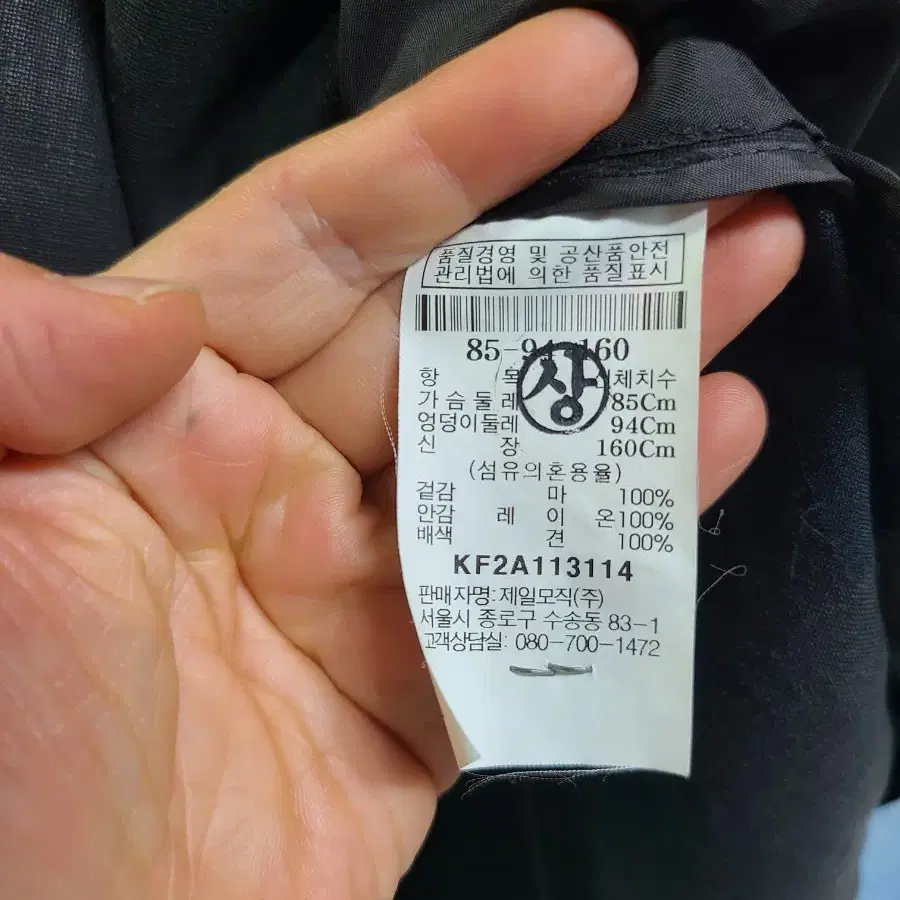 품질경영 및 공산품안전
관리법에 의한 품질표시
85-94-160
상
항 목 체치수
가슴둘레 85Cm
엉덩이둘레 94Cm
신 장 160Cm
(섬유의혼용율)
겉감 마 100%
안감 레 이 온100%
배색 견 100%
KF2A113114
판매자명: 제일모직(주)
서울시 종로구 수송동 83-1
고객상담실: 080-700-1472